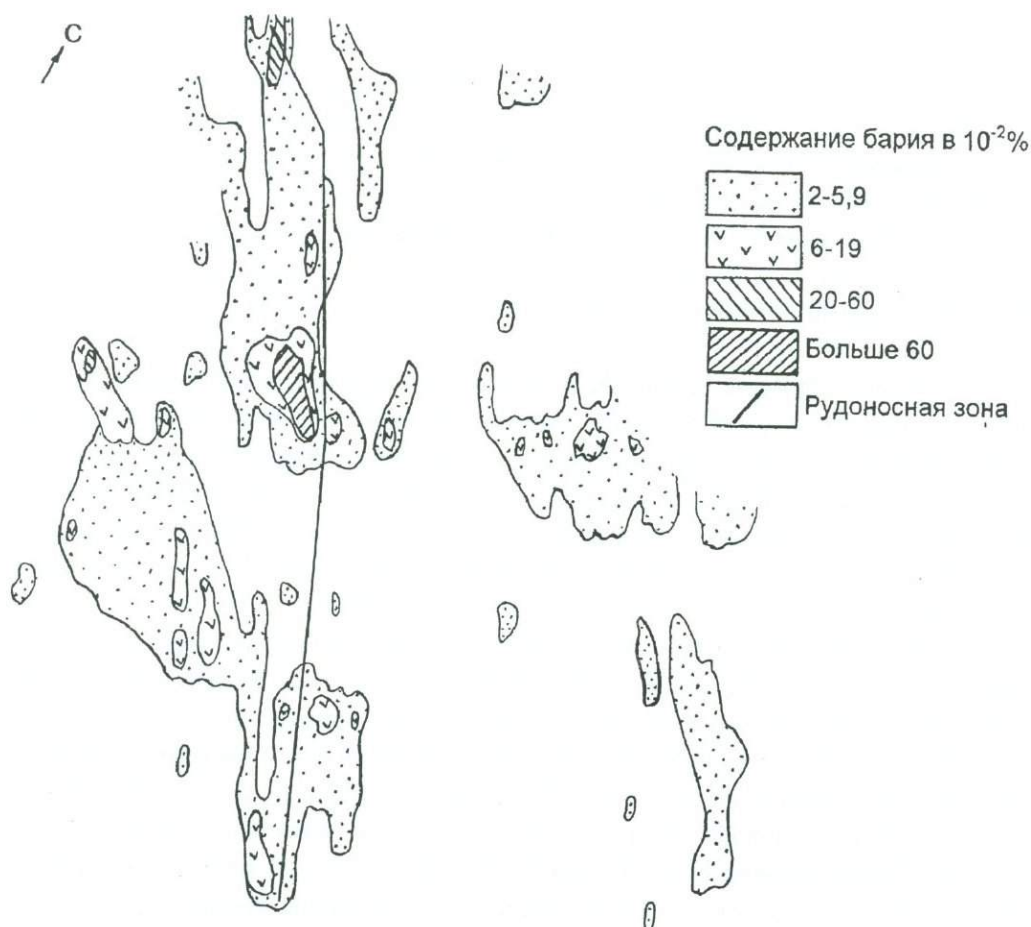 С
Содержание бария в 10⁻²%
2-5,9
6-19
20-60
Больше 60
Рудоносная зона